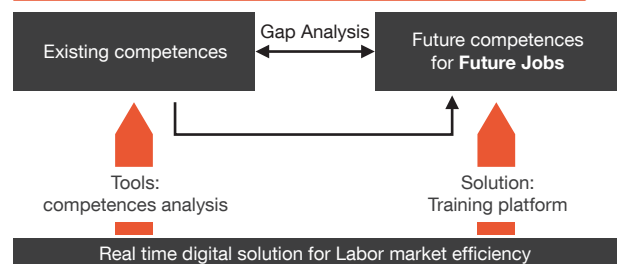 Existing competences
Gap Analysis
Future competences
for Future Jobs
Tools:
competences analysis
Solution:
Training platform
Real time digital solution for Labor market efficiency